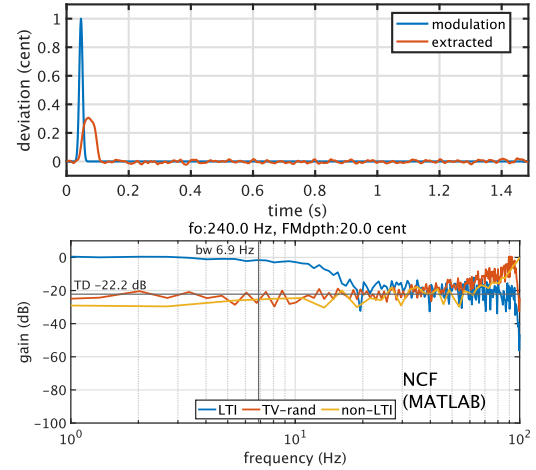 deviation (cent)
1
0.8
0.6
0.4
0.2
0
modulation
extracted
0 0.2 0.4 0.6 0.8 1 1.2 1.4
time (s)
fo:240.0 Hz, FMdpth:20.0 cent
gain (dB)
0
-20
-40
-60
-80
-100
bw 6.9 Hz
TD −22.2 dB
NCF
(MATLAB)
LTI TV-rand non-LTI
10^0 10^1 10^2
frequency (Hz)